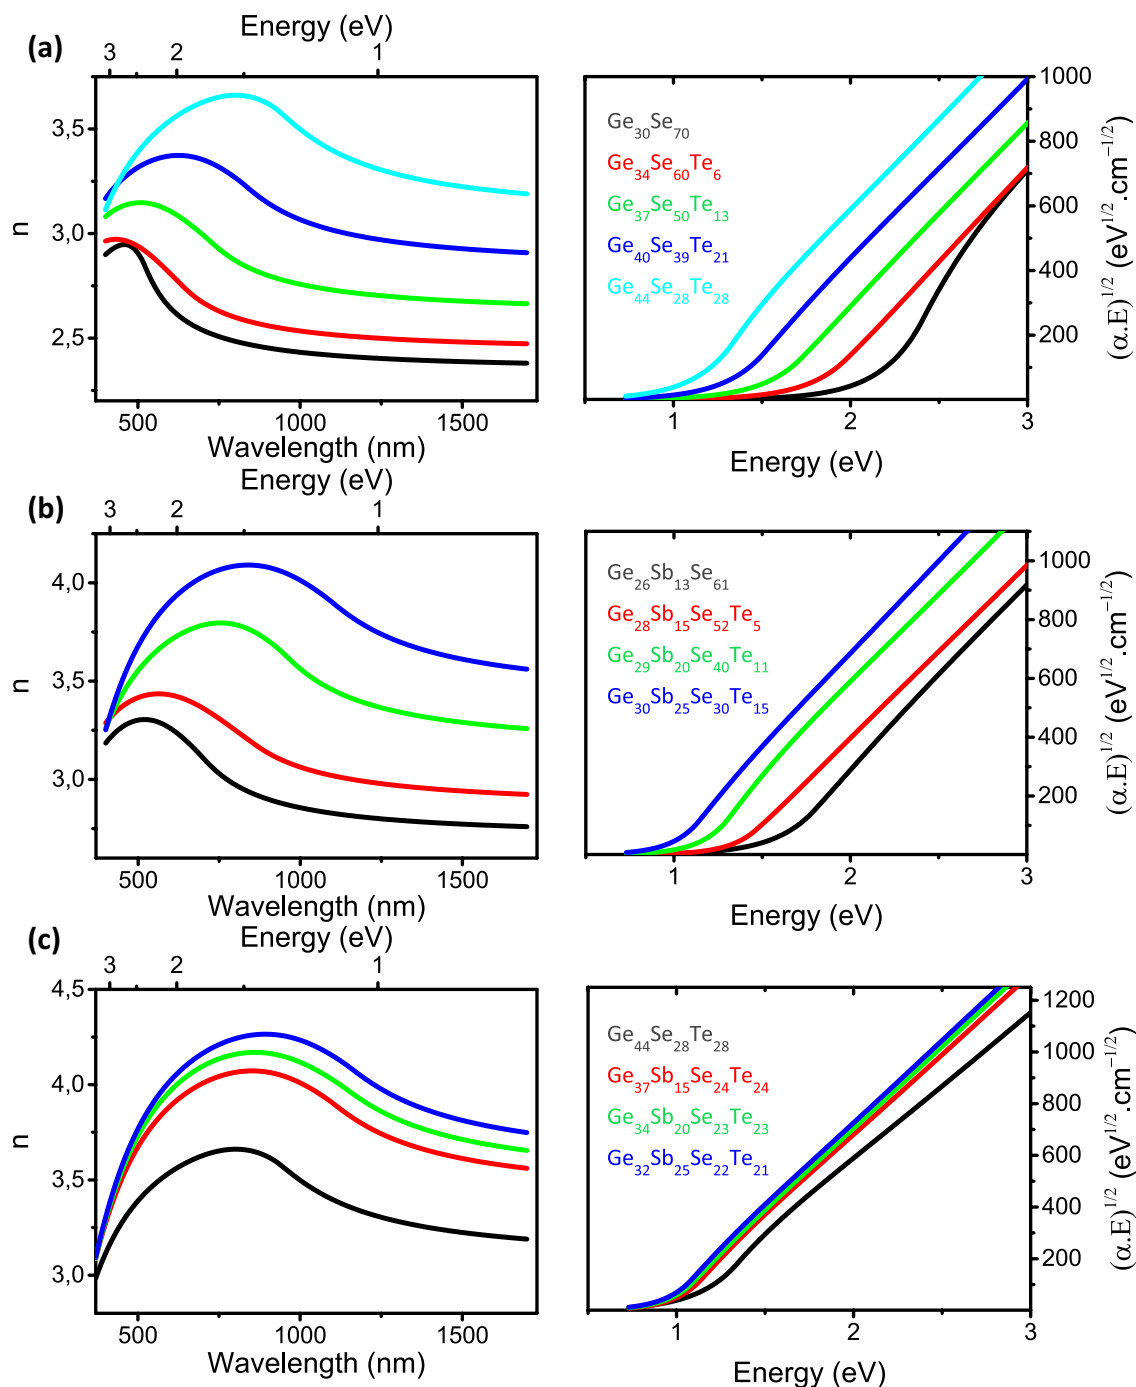 (a)
Energy (eV)
3 2 1
3,5
3,0
2,5
n
500 1000 1500
Wavelength (nm)
Ge30Se70
Ge34Se60Te6
Ge37Se50Te13
Ge40Se39Te21
Ge44Se28Te28
1000
800
600
400
200
(α.E)1/2 (eV1/2.cm−1/2)
1 2 3
Energy (eV)
(b)
Energy (eV)
3 2 1
4,0
3,5
3,0
n
500 1000 1500
Wavelength (nm)
Ge26Sb13Se61
Ge28Sb15Se52Te5
Ge29Sb20Se40Te11
Ge30Sb25Se30Te15
1000
800
600
400
200
(α.E)1/2 (eV1/2.cm−1/2)
1 2 3
Energy (eV)
(c)
Energy (eV)
3 2 1
4,5
4,0
3,5
3,0
n
500 1000 1500
Wavelength (nm)
Ge44Se28Te28
Ge37Sb15Se24Te24
Ge34Sb20Se23Te23
Ge32Sb25Se22Te21
1200
1000
800
600
400
200
(α.E)1/2 (eV1/2.cm−1/2)
1 2 3
Energy (eV)